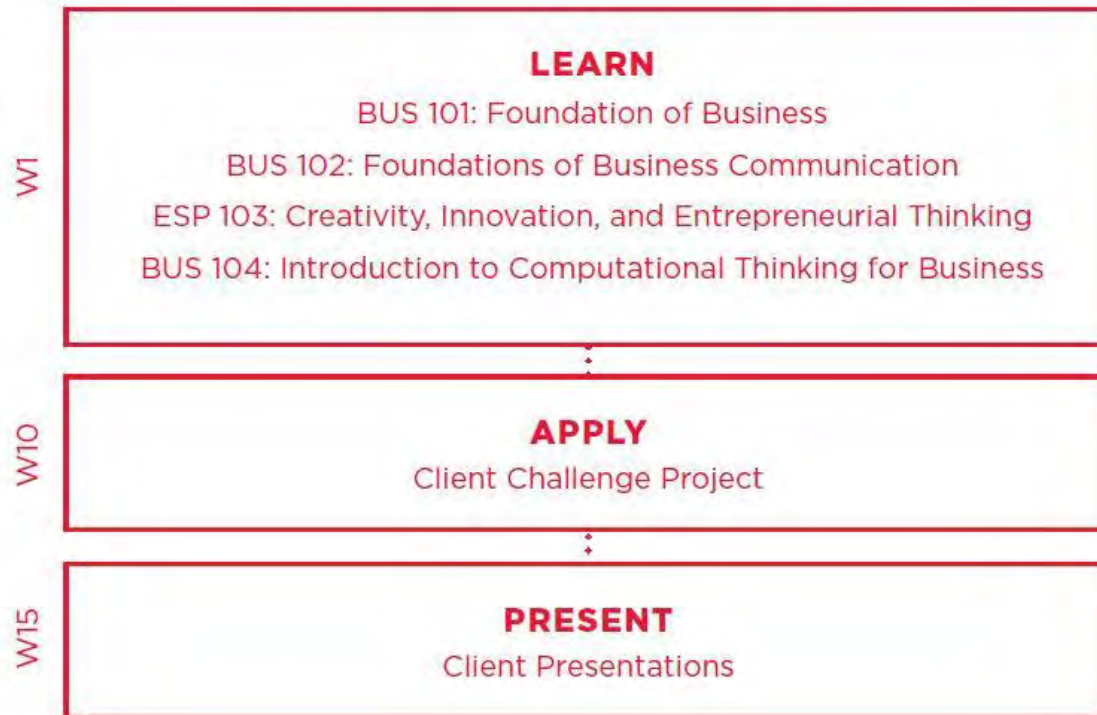 W1
LEARN
BUS 101: Foundation of Business
BUS 102: Foundations of Business Communication
ESP 103: Creativity, Innovation, and Entrepreneurial Thinking
BUS 104: Introduction to Computational Thinking for Business
W10
APPLY
Client Challenge Project
W15
PRESENT
Client Presentations